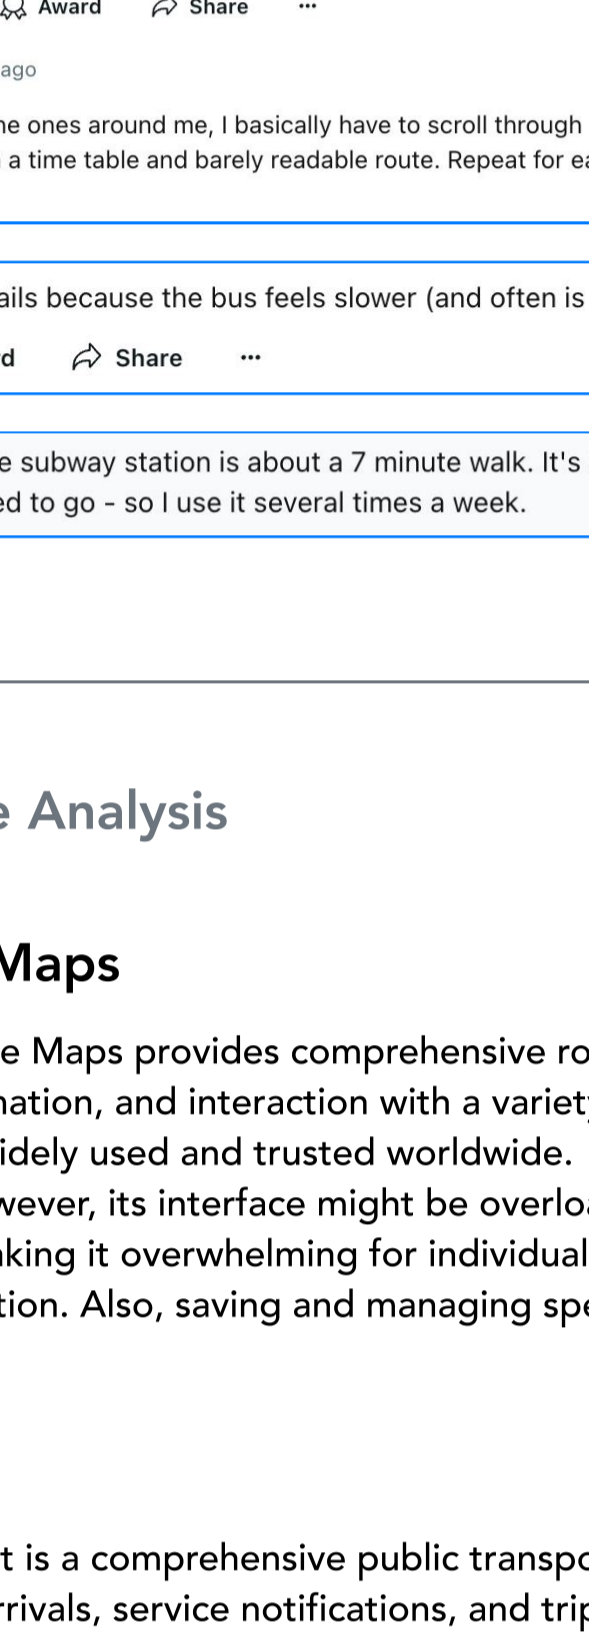 Award Share ...
ago
ne ones around me, I basically have to scroll through
a time table and barely readable route. Repeat for ea
ails because the bus feels slower (and often is
d Share ...
e subway station is about a 7 minute walk. It's
ed to go - so I use it several times a week.
e Analysis
Maps
e Maps provides comprehensive ro
nation, and interaction with a variety
idely used and trusted worldwide.
wever, its interface might be overloa
aking it overwhelming for individual
tion. Also, saving and managing spe
t is a comprehensive public transpo
rrivals, service notifications, and trip